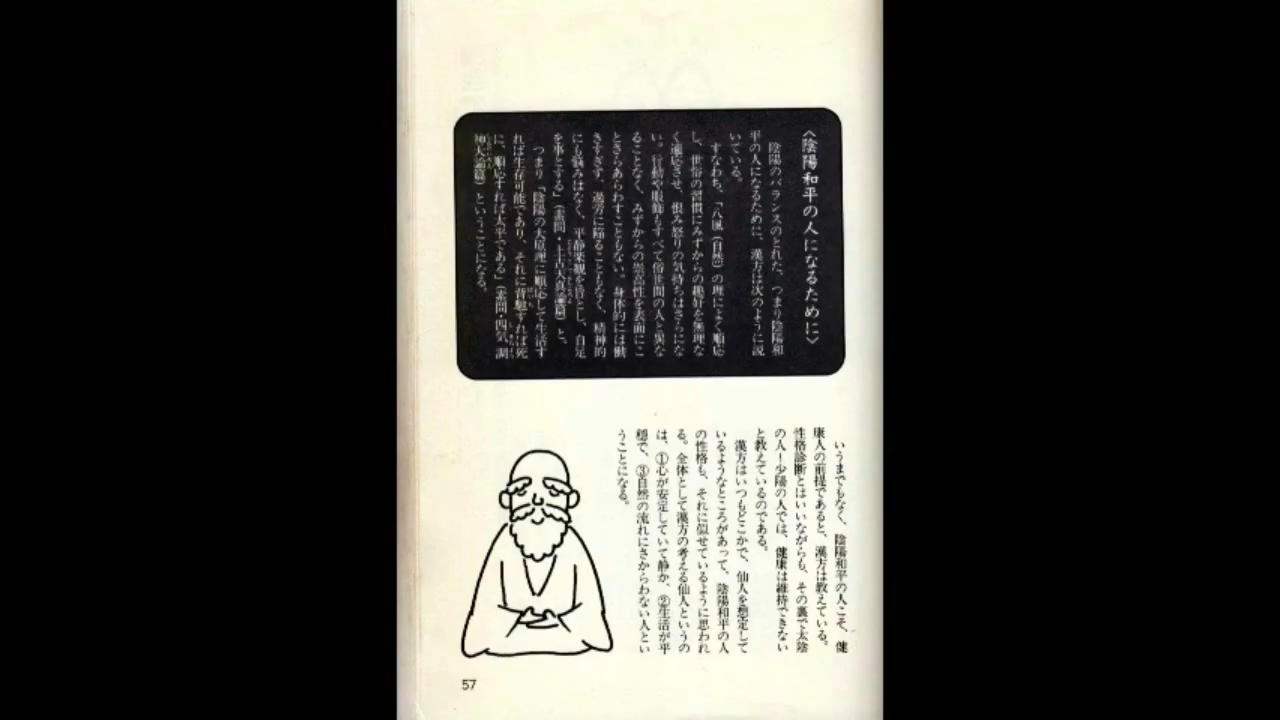 〈陰陽和平の人になるために〉
陰陽のバランスのとれた、つまり陰陽和
平の人になるために、漢方は次のように説
いている。
すなわち、「八風(自然)の理によく順応
し、世俗の習慣にみずからの趣好を無理な
く適応させ、恨み怒りの気持ちはさらにな
い。行動や服飾もすべて俗世間の人と異な
ることなく、みずからの崇高性を表面にこ
とさらあらわすこともない。身体的には働
きすぎず、過労に陥ることもなく、精神的
にも悩みはなく、平静楽観を旨とし、自足
を事とする」(素問・上古天真論篇)と、
つまり「陰陽の大原理に順応して生活す
れば生存可能であり、それに背馳すれば死
に、順応すれば太平である」(素問・四気調
神大論篇)ということになる。
いうまでもなく、陰陽和平の人こそ、健
康人の前提であると、漢方は教えている。
性格診断とはいいながらも、その裏で太陰
の人！少陽の人では、健康は維持できない
と教えているのである。
漢方はいつもどこかで、仙人を想定して
いるようなところがあって、陰陽和平の人
の性格も、それに似せているように思われ
る。全体として漢方の考える仙人というの
は、①心が安定していて静か、②生活が平
穏で、③自然の流れにさからわない人とい
うことになる。
57